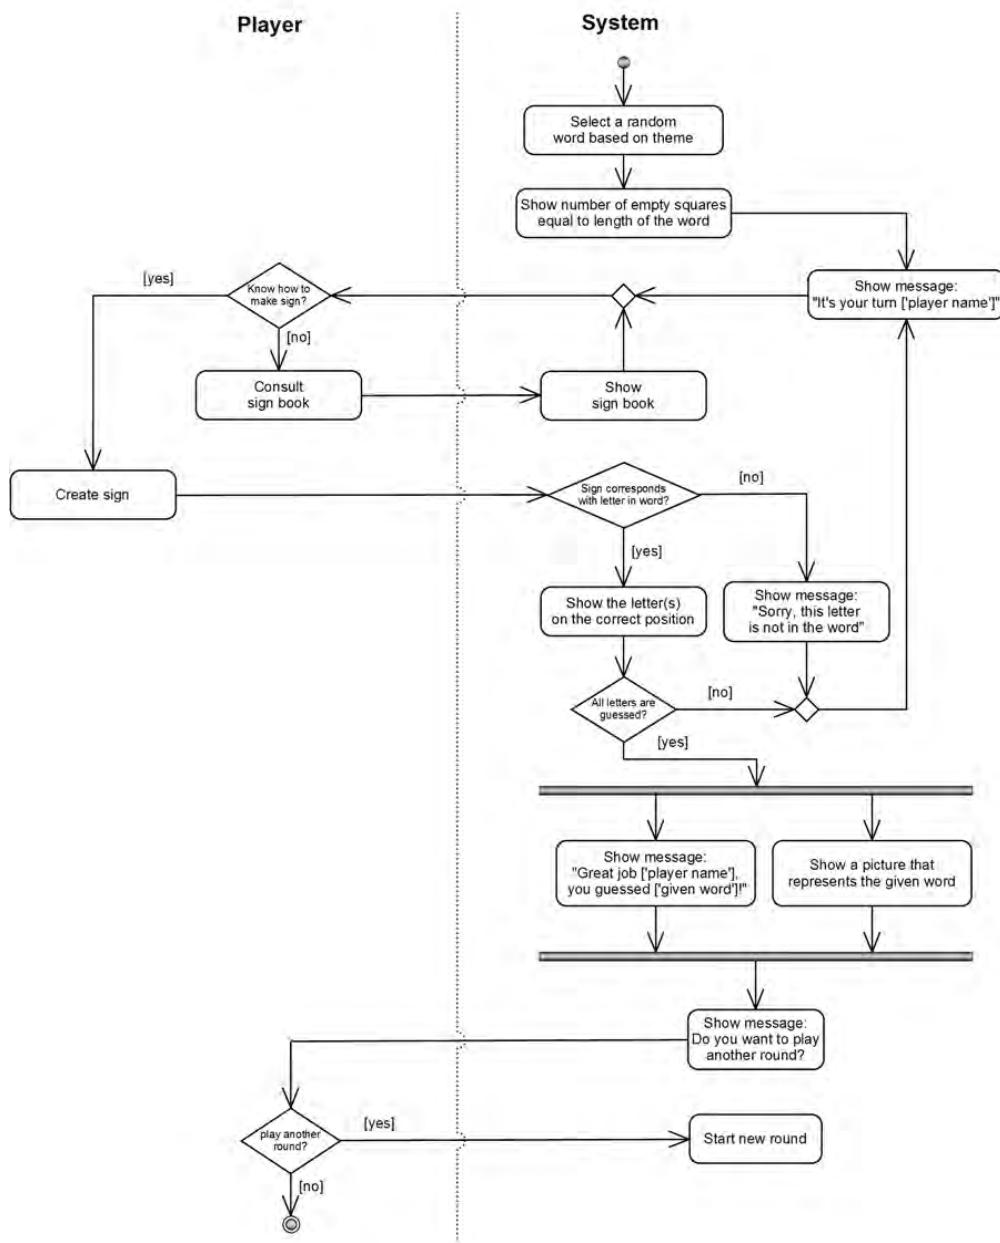 Player
System
Select a random
word based on theme
Show number of empty squares
equal to length of the word
Show message:
"It's your turn ['player name']"
[yes]
Know how to
make sign?
[no]
Consult
sign book
Show
sign book
Create sign
Sign corresponds
with letter in word?
[no]
[yes]
Show the letter(s)
on the correct position
Show message:
"Sorry, this letter
is not in the word"
All letters are
guessed?
[no]
[yes]
Show message:
"Great job ['player name'],
you guessed ['given word']!"
Show a picture that
represents the given word
Show message:
Do you want to play
another round?
play another
round?
[yes]
Start new round
[no]